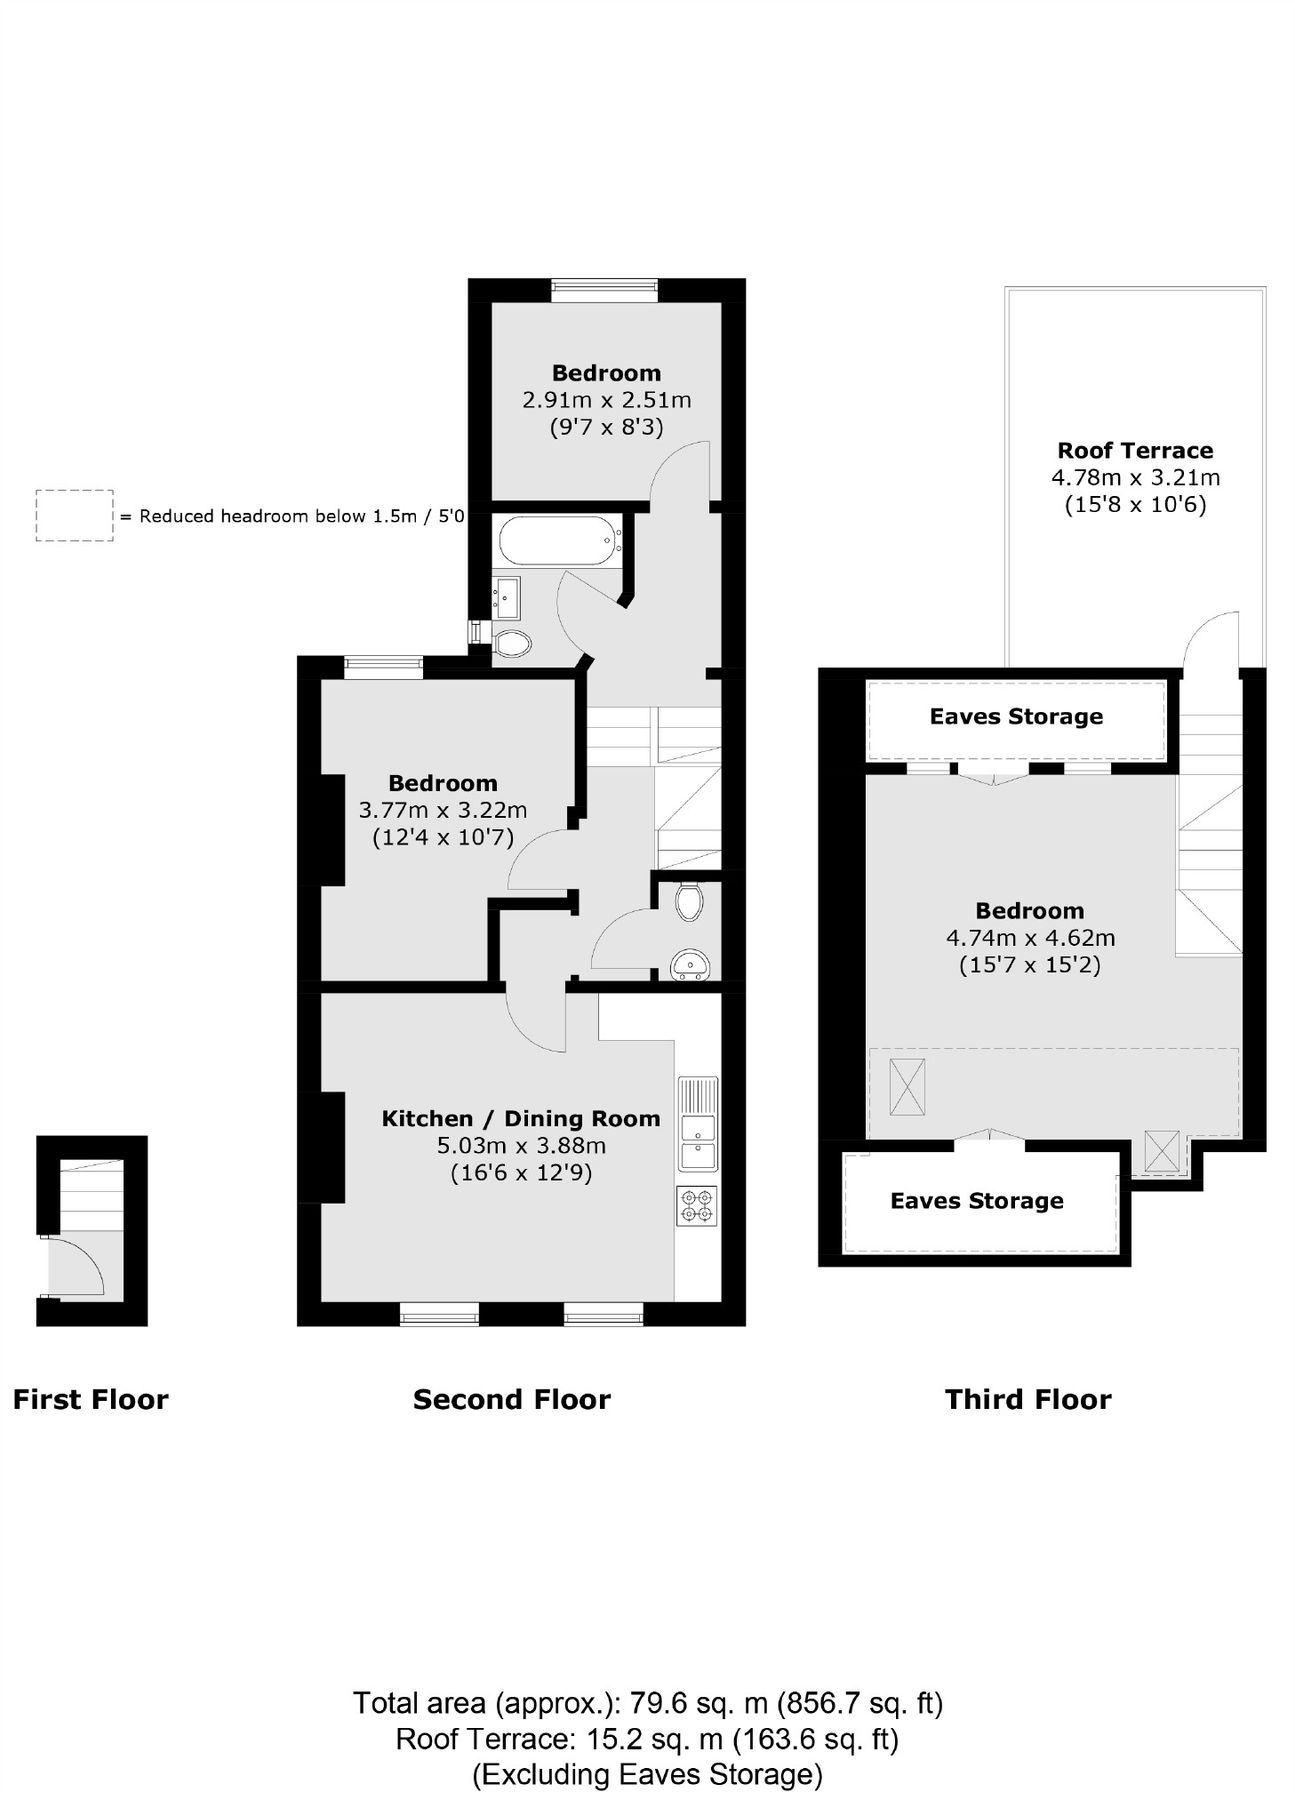 Bedroom
2.91m x 2.51m
(9'7 x 8'3)
Roof Terrace
4.78m x 3.21m
(15'8 x 10'6)
= Reduced headroom below 1.5m / 5'0
Eaves Storage
Bedroom
3.77m x 3.22m
(12'4 x 10'7)
Bedroom
4.74m x 4.62m
(15'7 x 15'2)
Kitchen / Dining Room
5.03m x 3.88m
(16'6 x 12'9)
Eaves Storage
First Floor
Second Floor
Third Floor
Total area (approx.): 79.6 sq. m (856.7 sq. ft)
Roof Terrace: 15.2 sq. m (163.6 sq. ft)
(Excluding Eaves Storage)